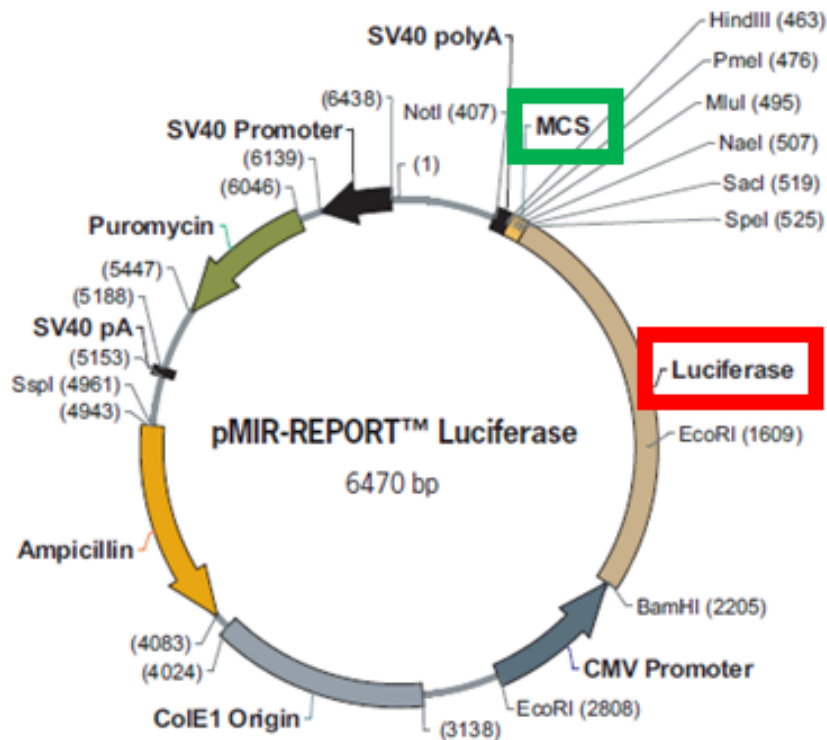 SV40 polyA
HindIII (463)
PmeI (476)
MluI (495)
NaeI (507)
SacI (519)
SpeI (525)
MCS
NotI (407)
(6438)
(1)
SV40 Promoter
(6139)
(6046)
Puromycin
(5447)
(5188)
SV40 pA
(5153)
SspI (4961)
(4943)
Luciferase
EcoRI (1609)
pMIR-REPORT™ Luciferase
6470 bp
Ampicillin
BamHI (2205)
(4083)
(4024)
CMV Promoter
ColE1 Origin
EcoRI (2808)
(3138)